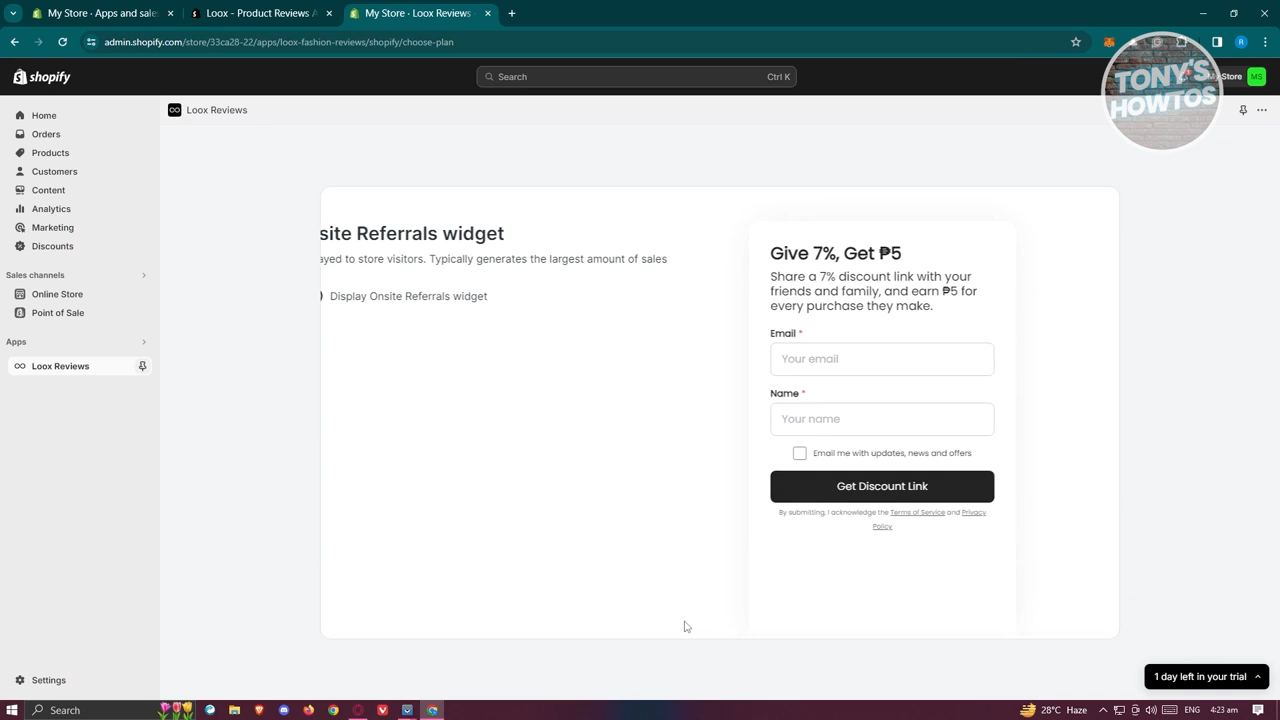 My Store · Apps and sales
Loox ‑ Product Reviews A
My Store · Loox Reviews ·
admin.shopify.com/store/33ca28-22/apps/loox-fashion-reviews/shopify/choose-plan
shopify
Search
Ctrl K
My Store
MS
TONY'S
HOWTOS
Loox Reviews
Home
Orders
Products
Customers
Content
Analytics
Marketing
Discounts
Sales channels
Online Store
Point of Sale
Apps
Loox Reviews
Settings
site Referrals widget
ayed to store visitors. Typically generates the largest amount of sales
Display Onsite Referrals widget
Give 7%, Get ₱5
Share a 7% discount link with your
friends and family, and earn ₱5 for
every purchase they make.
Email *
Your email
Name *
Your name
Email me with updates, news and offers
Get Discount Link
By submitting, I acknowledge the Terms of Service and Privacy
Policy
1 day left in your trial
Search
28°C Haze
ENG
4:23 am